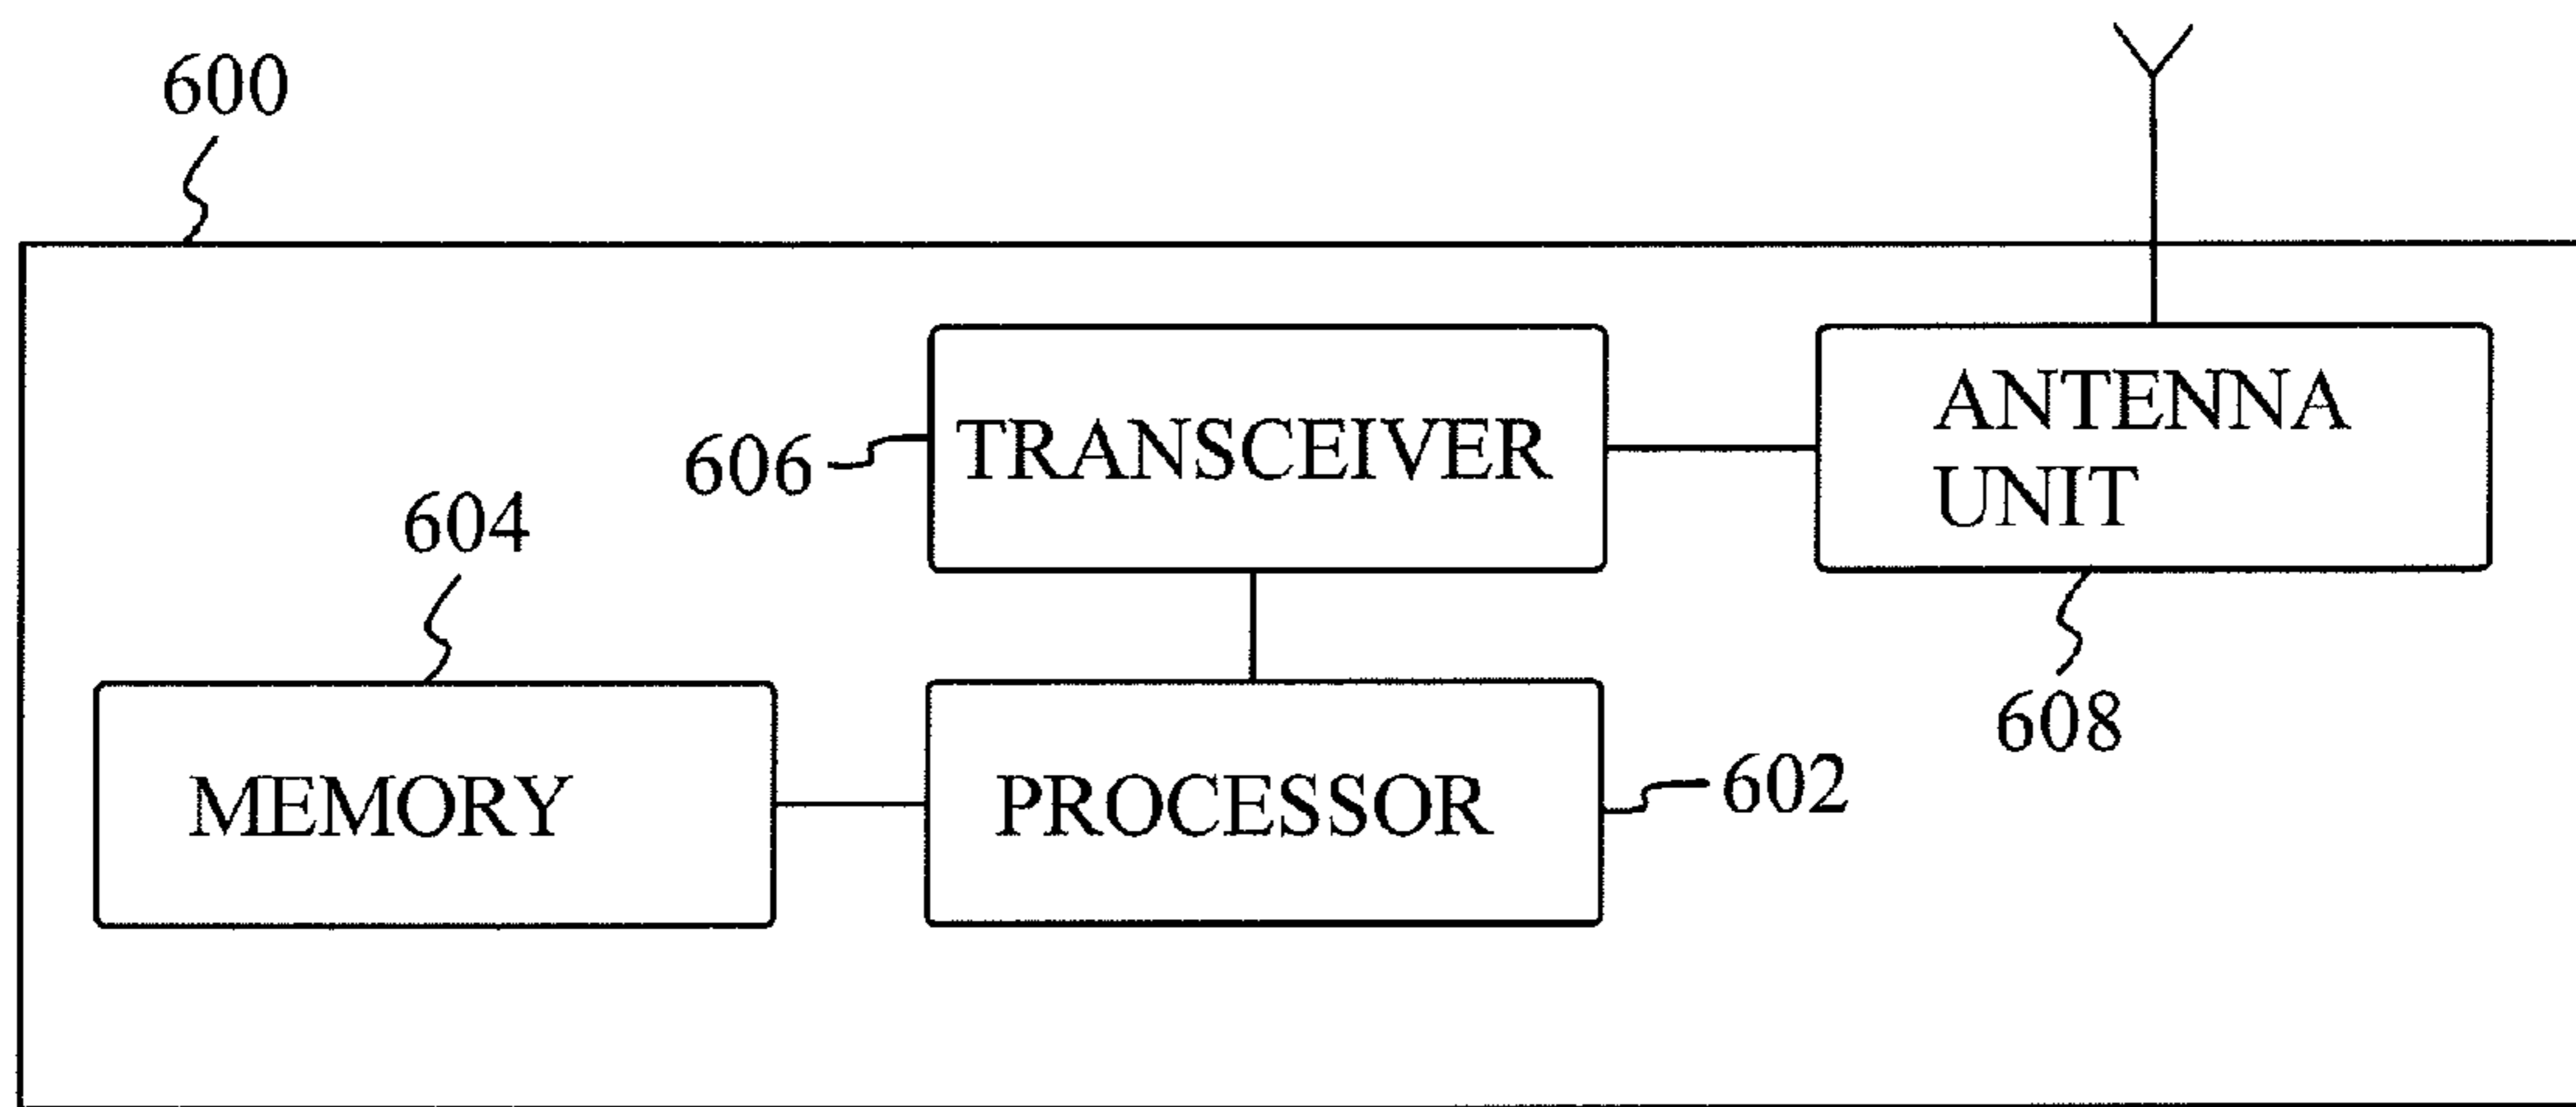 600
606
TRANSCEIVER
ANTENNA
UNIT
604
608
MEMORY
PROCESSOR
602